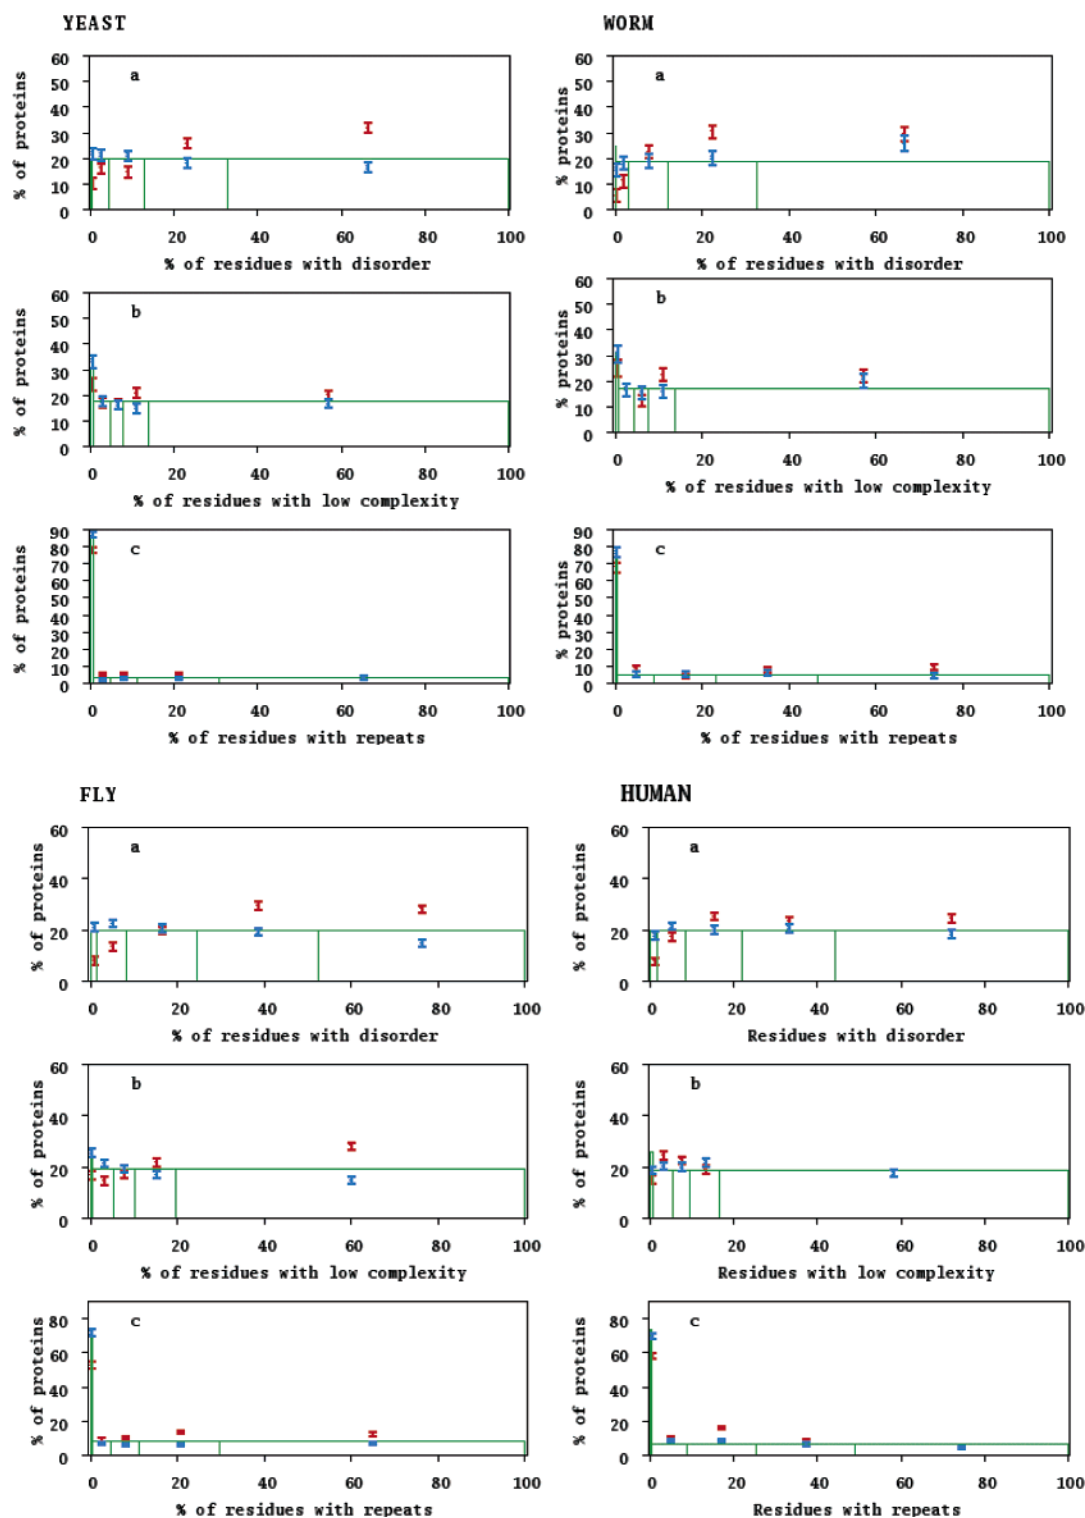 YEAST
% of proteins
60
50
40
30
20
10
0
a
0 20 40 60 80 100
% of residues with disorder
WORM
% proteins
60
50
40
30
20
10
0
a
0 20 40 60 80 100
% of residues with disorder
% of proteins
60
50
40
30
20
10
0
b
0 20 40 60 80 100
% of residues with low complexity
% proteins
60
50
40
30
20
10
0
b
0 20 40 60 80 100
% of residues with low complexity
% of proteins
90
80
70
60
50
40
30
20
10
0
c
0 20 40 60 80 100
% of residues with repeats
% proteins
90
80
70
60
50
40
30
20
10
0
c
0 20 40 60 80 100
% of residues with repeats
FLY
% of proteins
60
40
20
0
a
0 20 40 60 80 100
% of residues with disorder
HUMAN
% of proteins
60
40
20
0
a
0 20 40 60 80 100
Residues with disorder
% of proteins
60
40
20
0
b
0 20 40 60 80 100
% of residues with low complexity
% of proteins
60
40
20
0
b
0 20 40 60 80 100
Residues with low complexity
% of proteins
80
60
40
20
0
c
0 20 40 60 80 100
% of residues with repeats
% of proteins
80
60
40
20
0
c
0 20 40 60 80 100
Residues with repeats